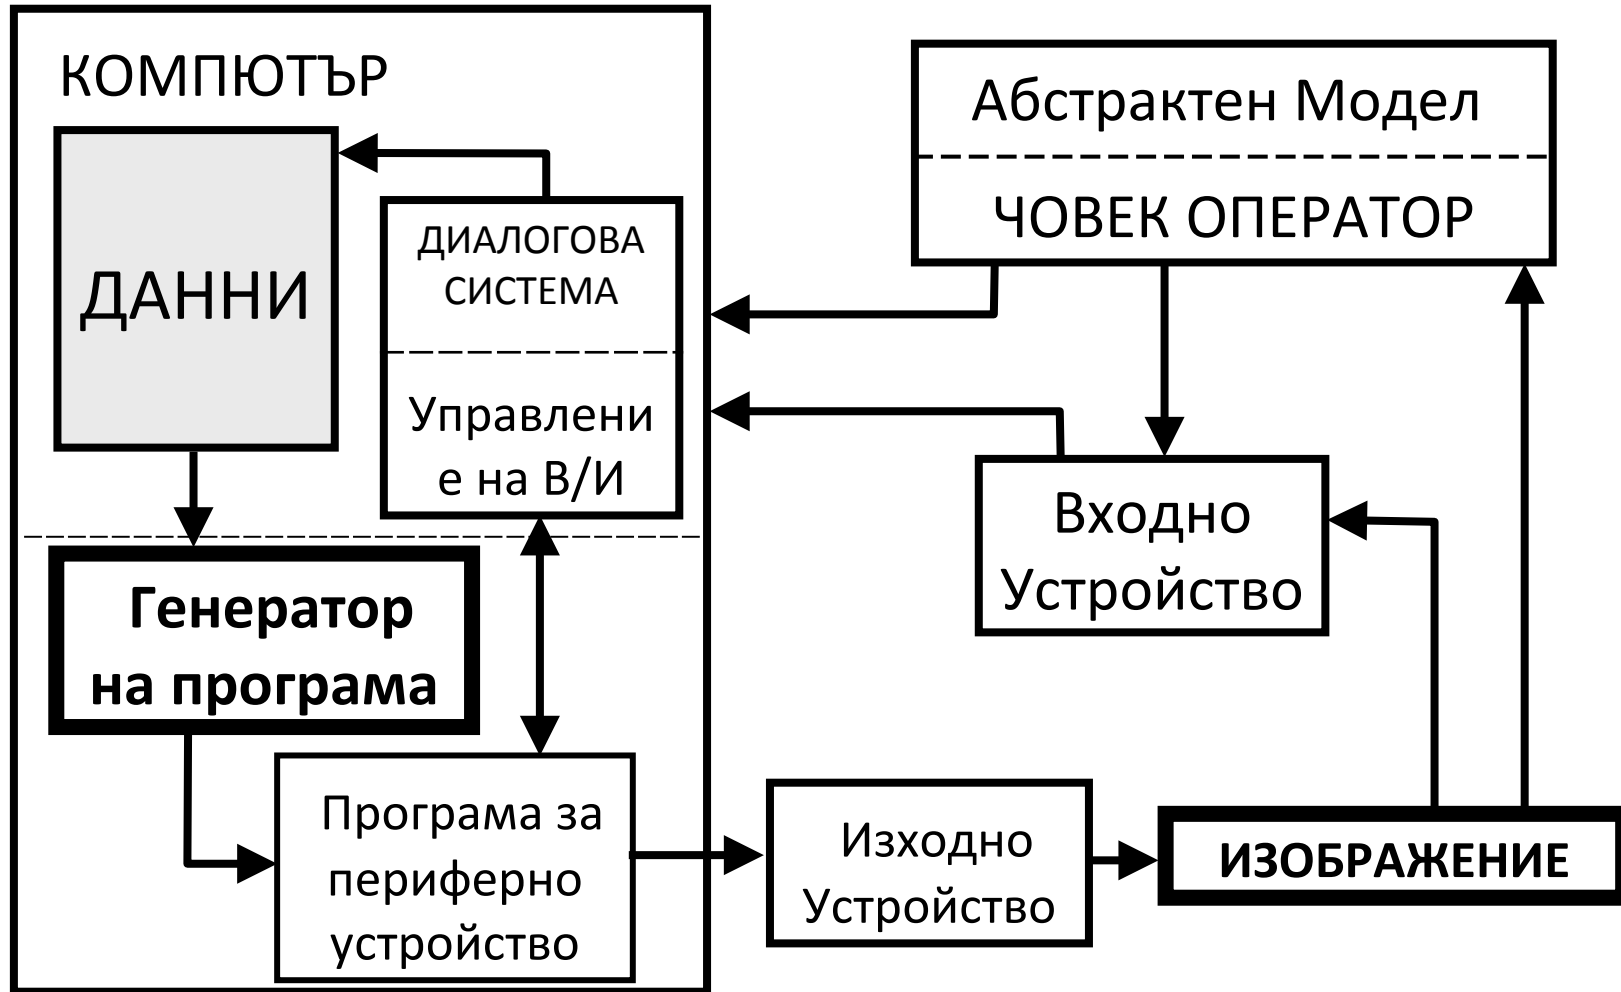 КОМПЮТЪР
ДАННИ
ДИАЛОГОВА
СИСТЕМА
Управлени
е на В/И
Генератор
на програма
Програма за
периферно
устройство
Абстрактен Модел
ЧОВЕК ОПЕРАТОР
Входно
Устройство
Изходно
Устройство
ИЗОБРАЖЕНИЕ